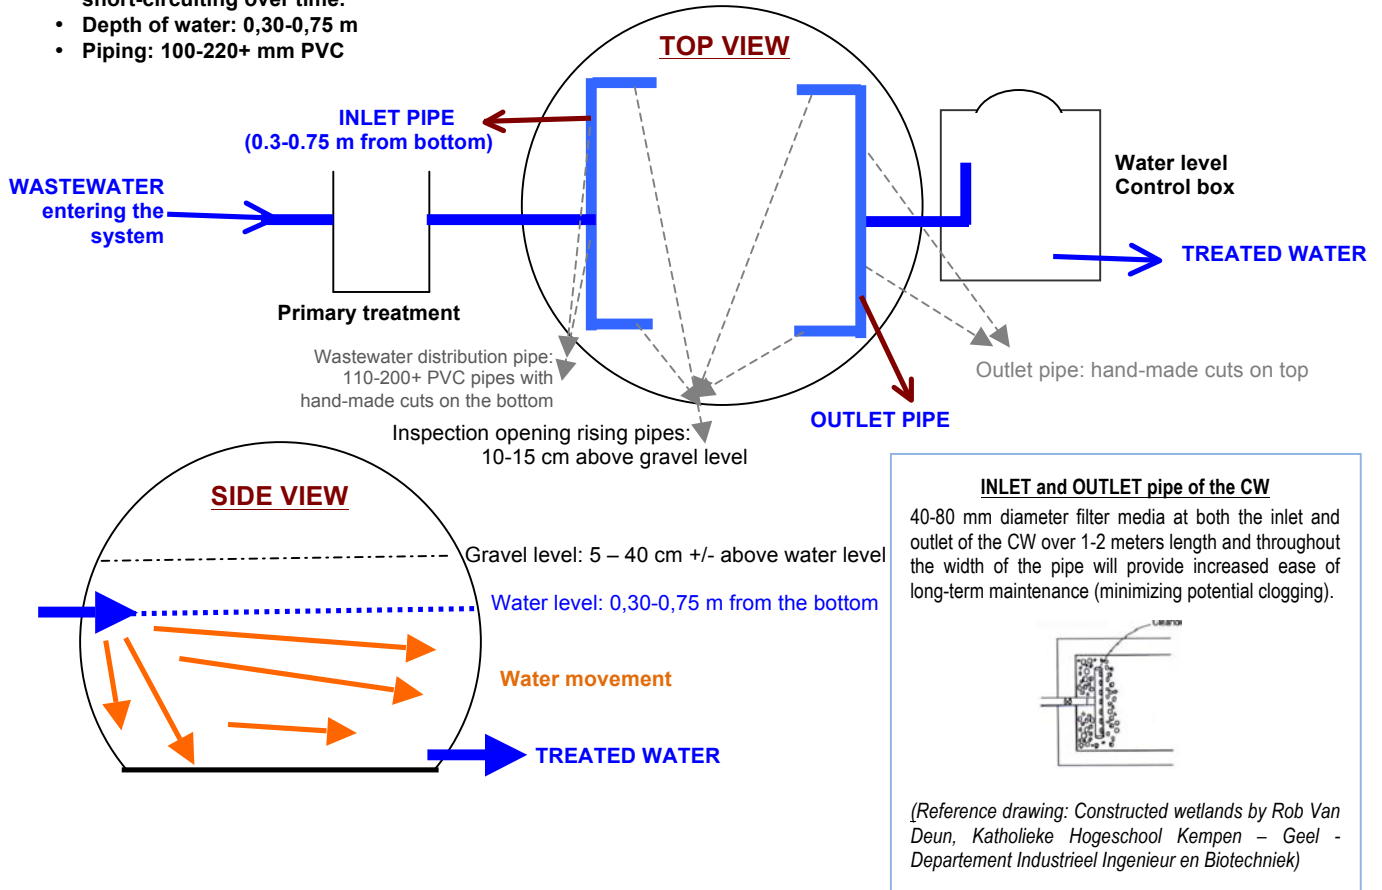 short-circuiting over time.
• Depth of water: 0,30-0,75 m
• Piping: 100-220+ mm PVC
TOP VIEW
INLET PIPE
(0.3-0.75 m from bottom)
WASTEWATER
entering the
system
Primary treatment
Water level
Control box
TREATED WATER
Wastewater distribution pipe:
110-200+ PVC pipes with
hand-made cuts on the bottom
Outlet pipe: hand-made cuts on top
OUTLET PIPE
Inspection opening rising pipes:
10-15 cm above gravel level
SIDE VIEW
Gravel level: 5 – 40 cm +/- above water level
Water level: 0,30-0,75 m from the bottom
Water movement
TREATED WATER
INLET and OUTLET pipe of the CW
40-80 mm diameter filter media at both the inlet and
outlet of the CW over 1-2 meters length and throughout
the width of the pipe will provide increased ease of
long-term maintenance (minimizing potential clogging).
(Reference drawing: Constructed wetlands by Rob Van
Deun, Katholieke Hogeschool Kempen – Geel -
Departement Industrieel Ingenieur en Biotechniek)